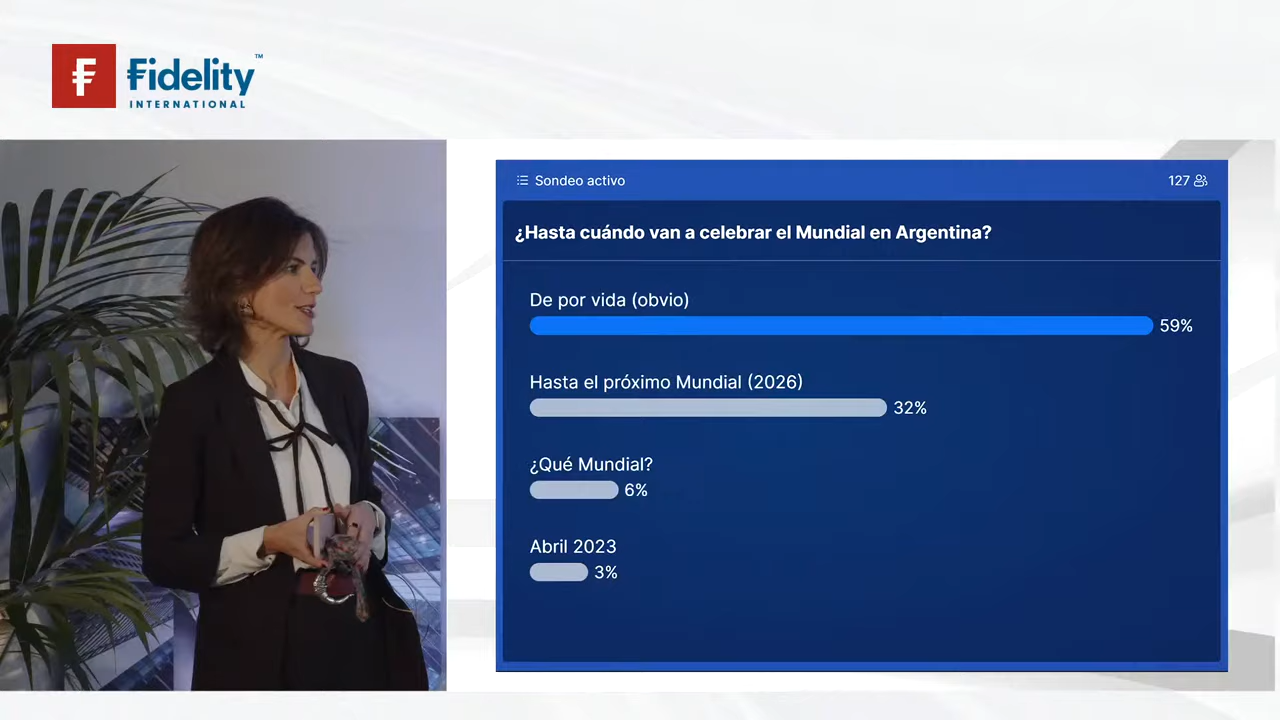 Fidelity™
INTERNATIONAL
Sondeo activo
127
¿Hasta cuándo van a celebrar el Mundial en Argentina?
De por vida (obvio)
59%
Hasta el próximo Mundial (2026)
32%
¿Qué Mundial?
6%
Abril 2023
3%